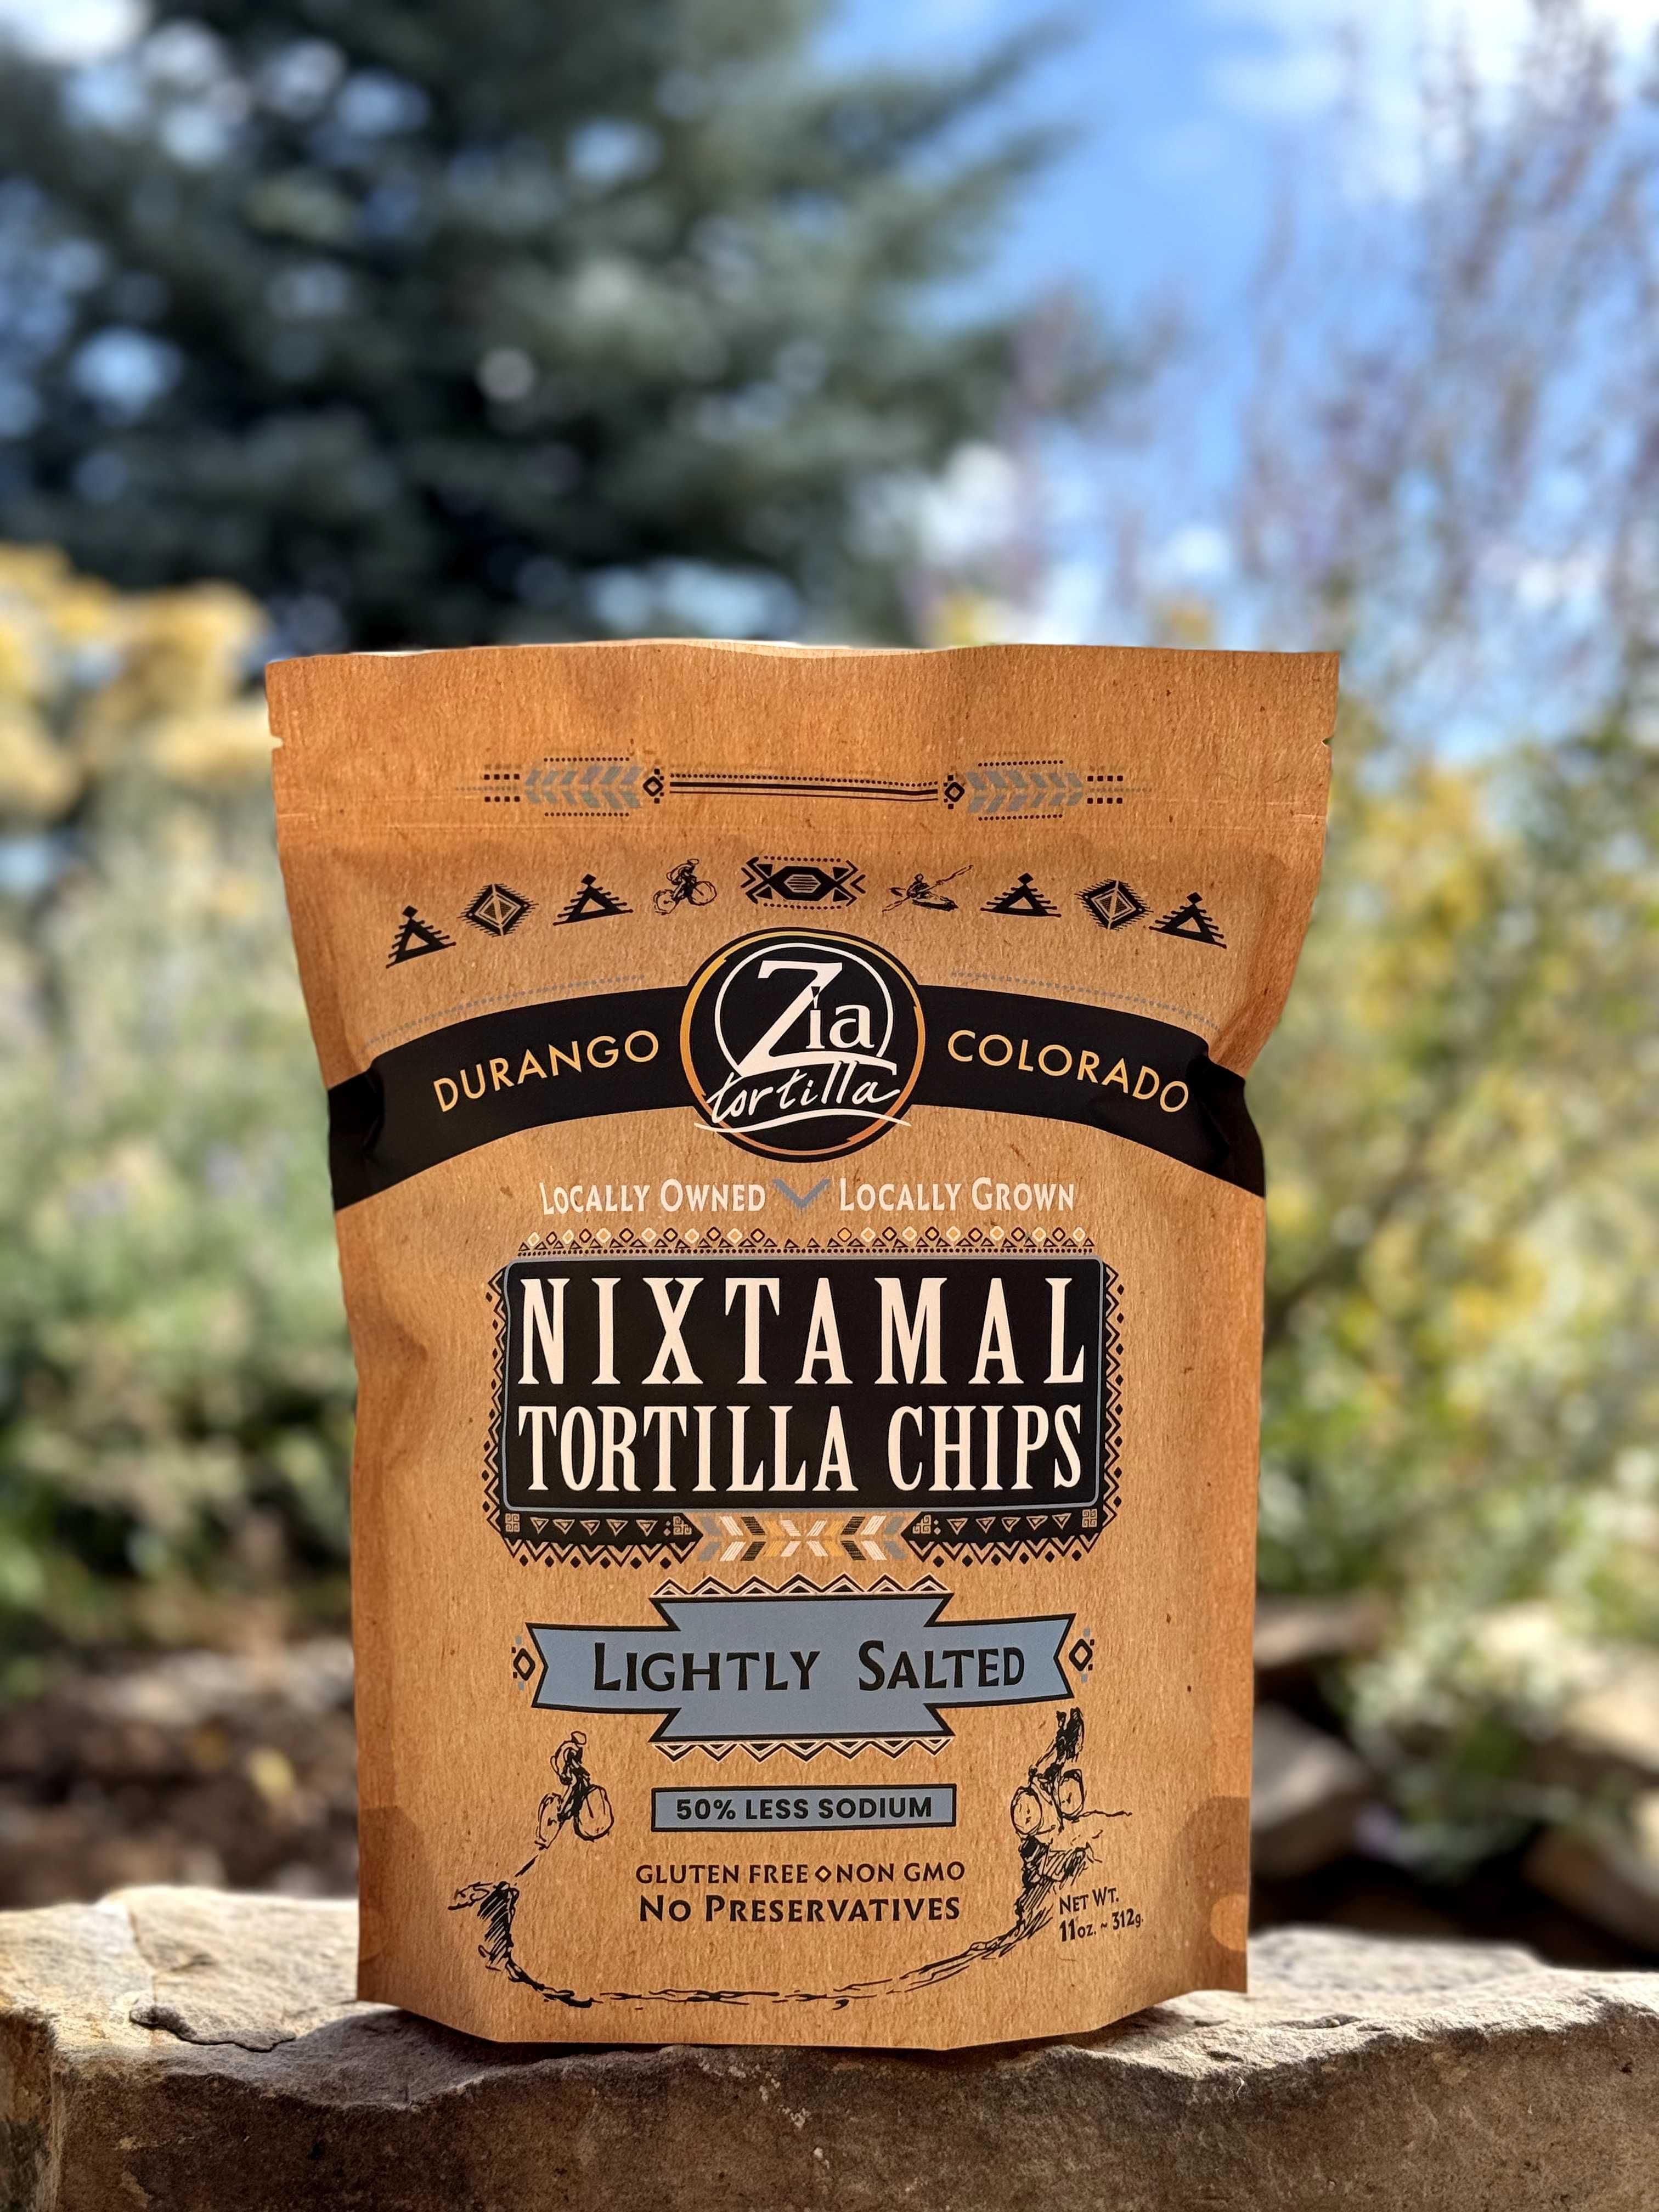 Zia
tortilla
DURANGO COLORADO
LOCALLY OWNED LOCALLY GROWN
NIXTAMAL
TORTILLA CHIPS
LIGHTLY SALTED
50% LESS SODIUM
GLUTEN FREE ◇ NON GMO
NO PRESERVATIVES
NET WT.
11oz. ~ 312g.